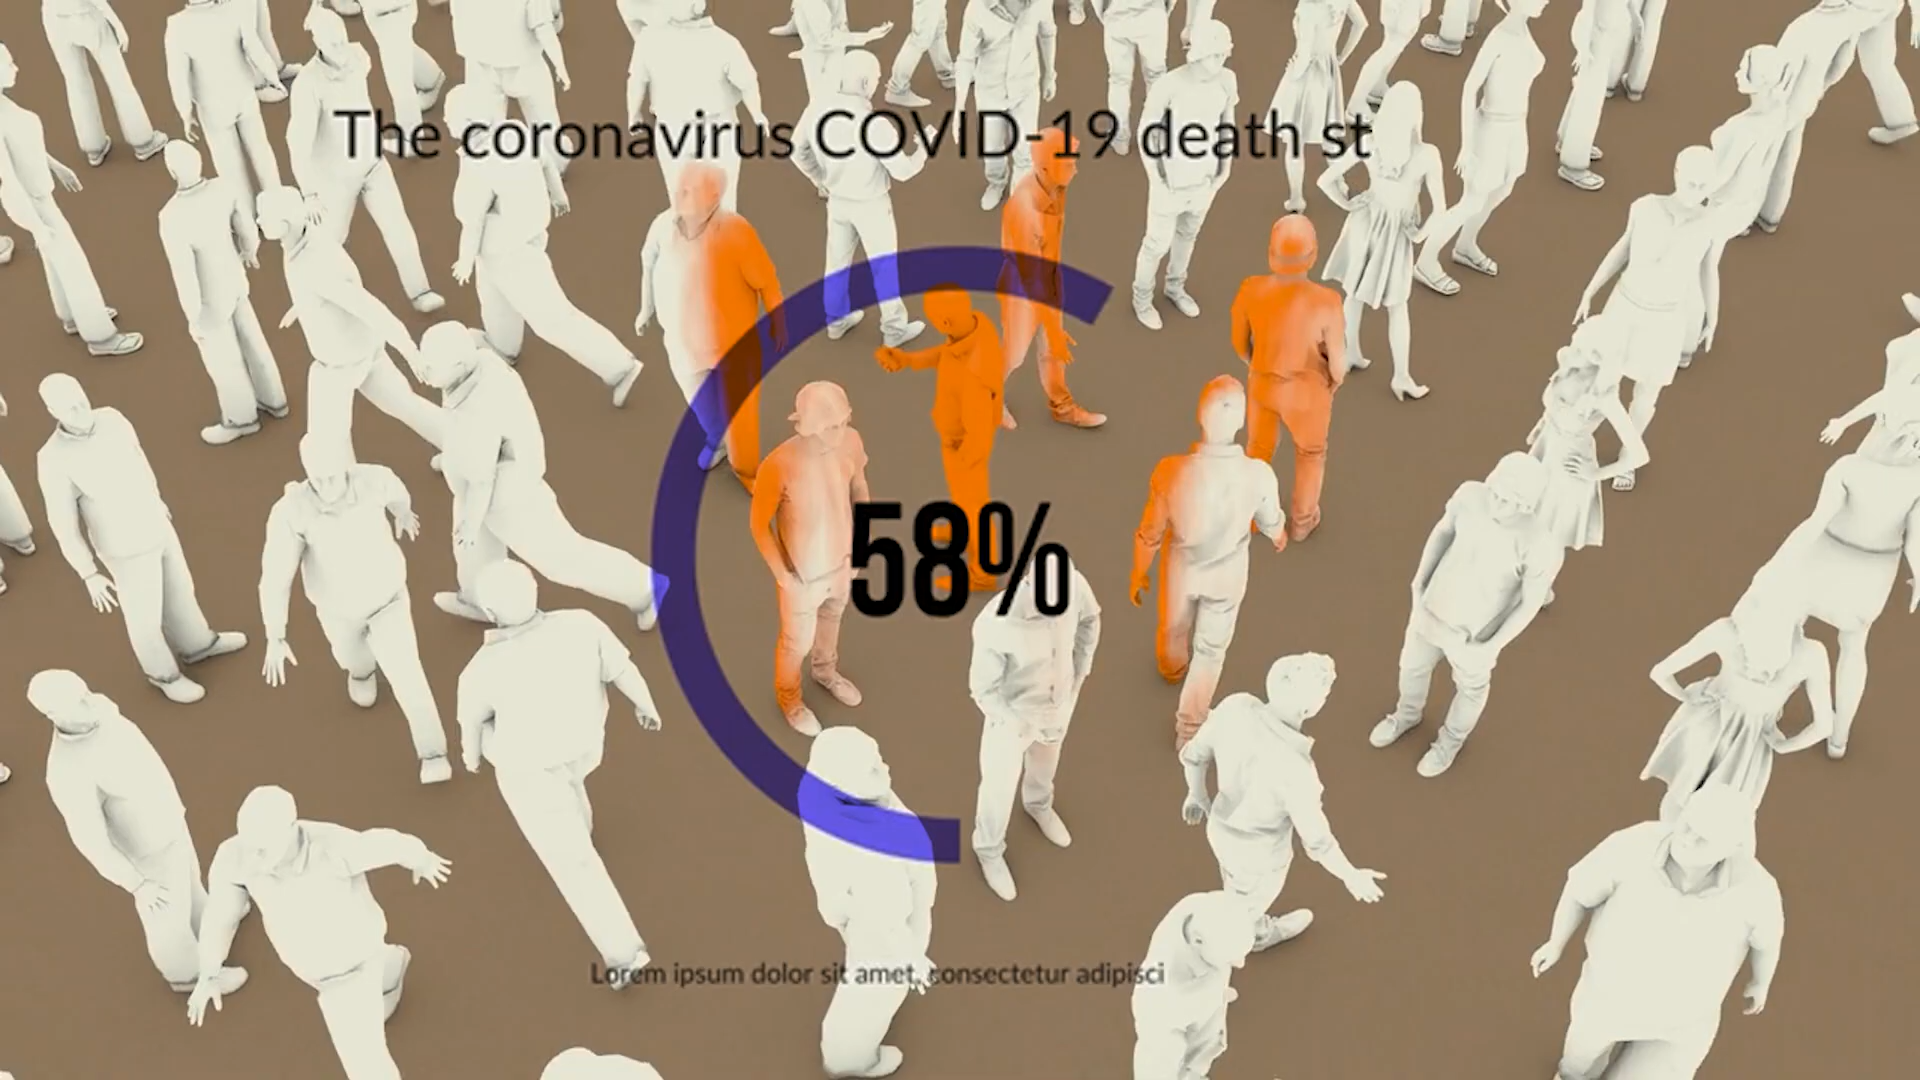 The coronavirus COVID-19 death st
58%
Lorem ipsum dolor sit amet, consectetur adipisci